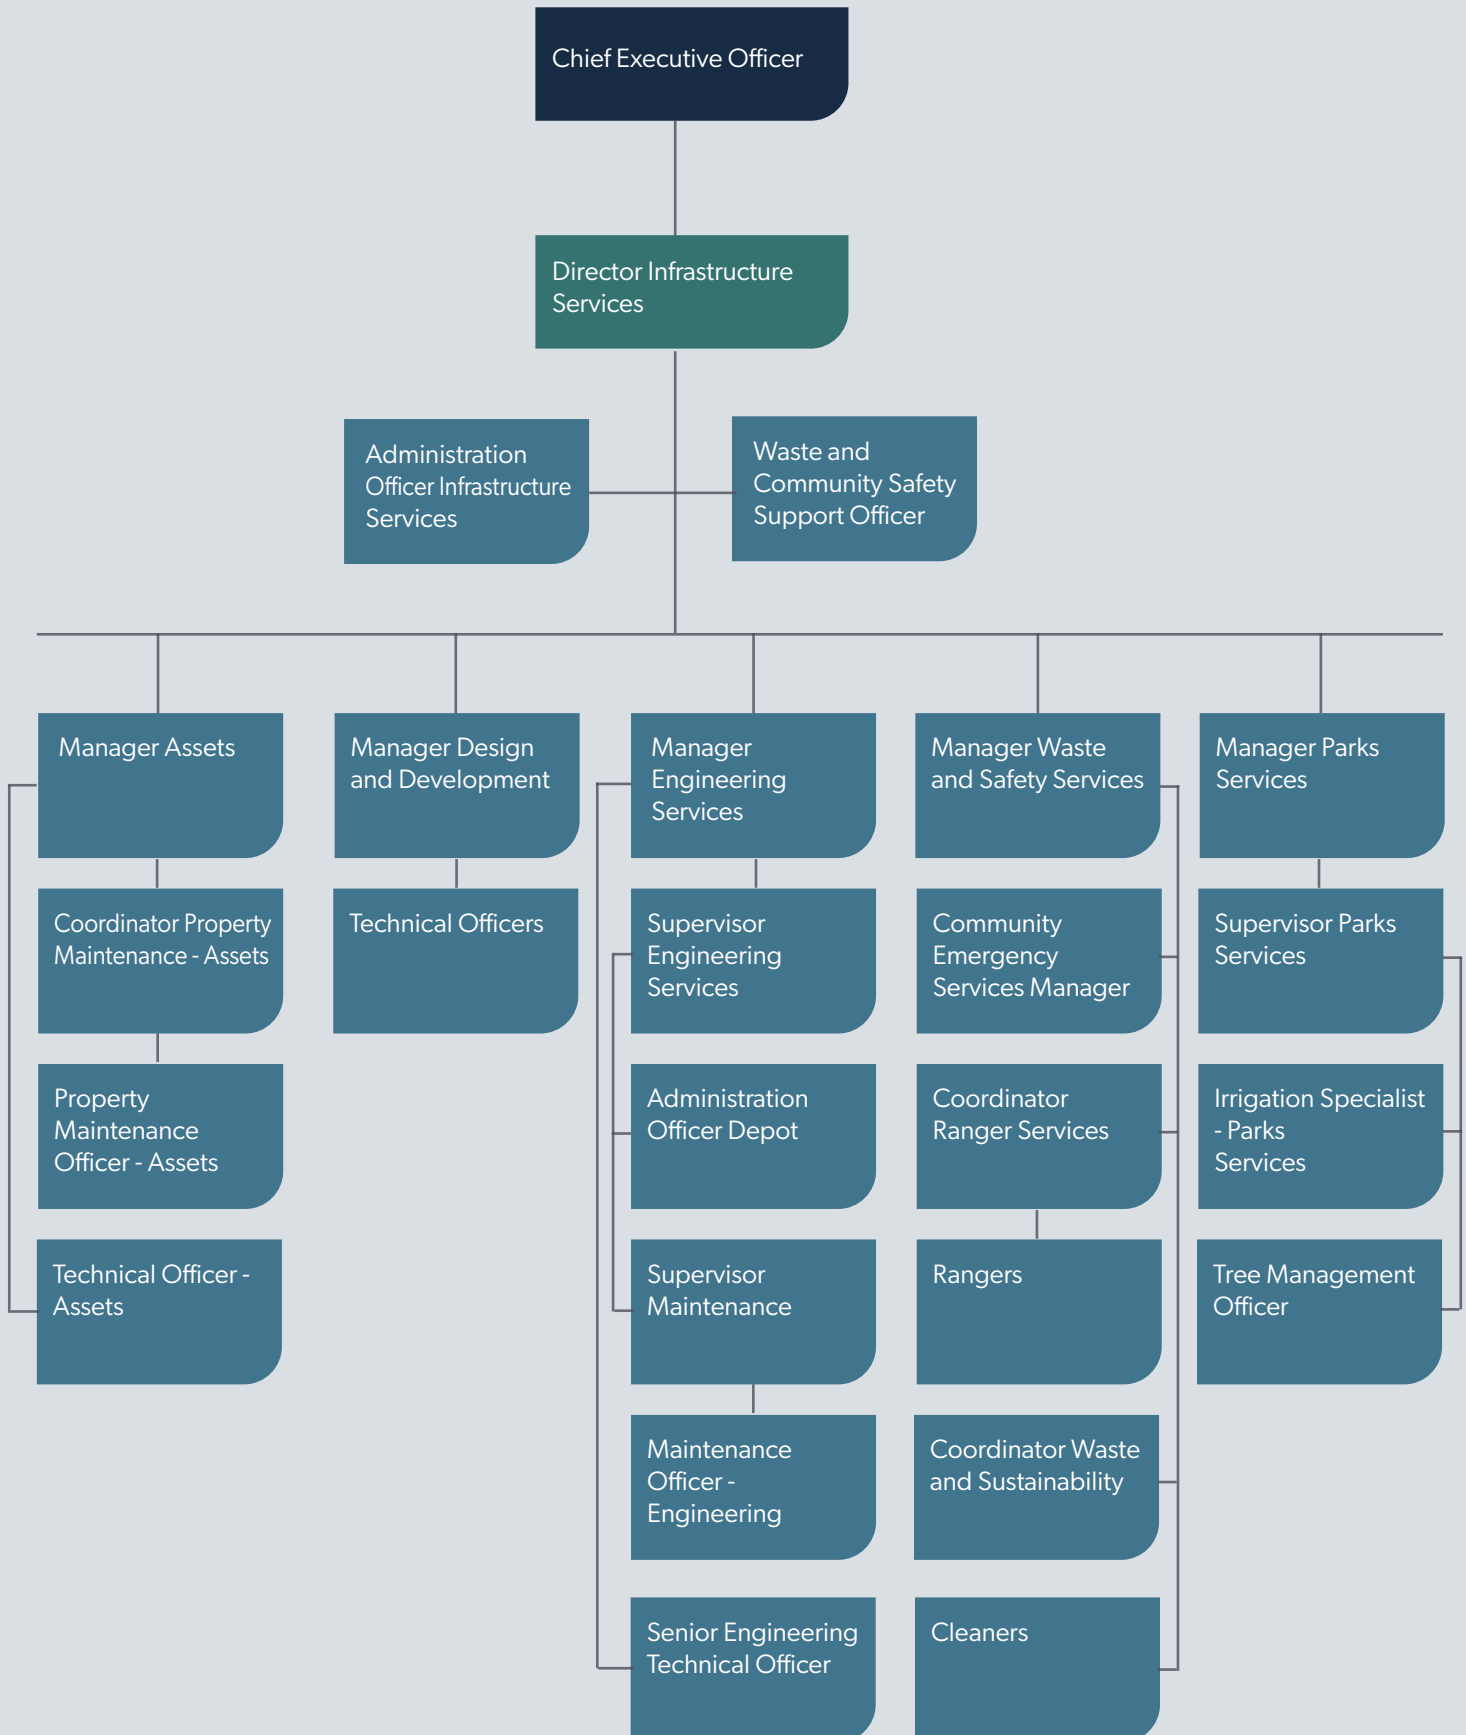 Chief Executive Officer
Director Infrastructure
Services
Administration
Officer Infrastructure
Services
Waste and
Community Safety
Support Officer
Manager Assets
Manager Design
and Development
Manager
Engineering
Services
Manager Waste
and Safety Services
Manager Parks
Services
Coordinator Property
Maintenance - Assets
Technical Officers
Supervisor
Engineering
Services
Community
Emergency
Services Manager
Supervisor Parks
Services
Property
Maintenance
Officer - Assets
Administration
Officer Depot
Coordinator
Ranger Services
Irrigation Specialist
- Parks
Services
Technical Officer -
Assets
Supervisor
Maintenance
Rangers
Tree Management
Officer
Maintenance
Officer -
Engineering
Coordinator Waste
and Sustainability
Senior Engineering
Technical Officer
Cleaners